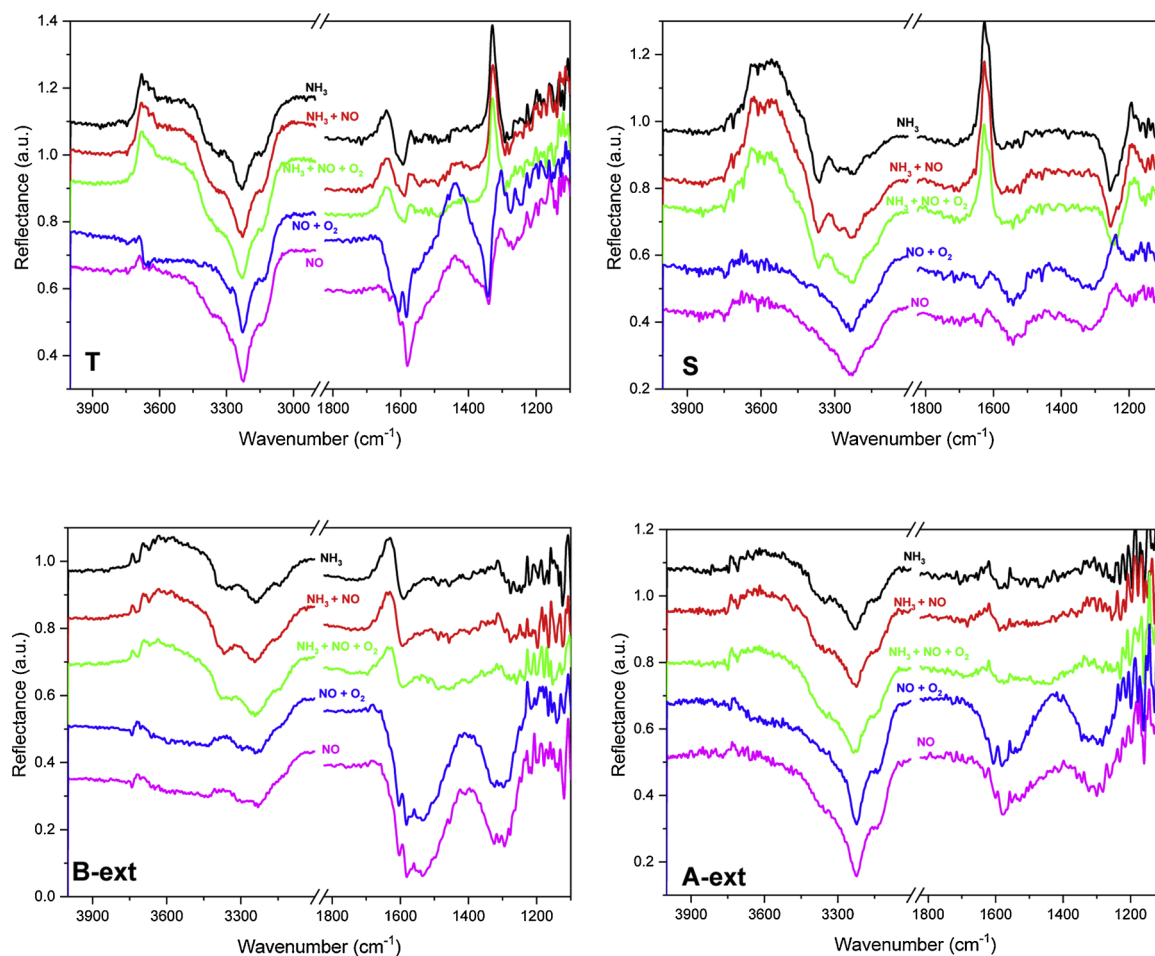 1.4
1.2
1.0
0.8
0.6
0.4
Reflectance (a.u.)
NH₃
NH₃ + NO
NH₃ + NO + O₂
NO + O₂
NO
T
3900 3600 3300 3000 1800 1600 1400 1200
Wavenumber (cm⁻¹)
1.2
1.0
0.8
0.6
0.4
0.2
Reflectance (a.u.)
NH₃
NH₃ + NO
NH₃ + NO + O₂
NO + O₂
NO
S
3900 3600 3300 1800 1600 1400 1200
Wavenumber (cm⁻¹)
1.0
0.8
0.6
0.4
0.2
0.0
Reflectance (a.u.)
NH₃
NH₃ + NO
NH₃ + NO + O₂
NO + O₂
NO
B-ext
3900 3600 3300 1800 1600 1400 1200
Wavenumber (cm⁻¹)
1.2
1.0
0.8
0.6
0.4
0.2
Reflectance (a.u.)
NH₃
NH₃ + NO
NH₃ + NO + O₂
NO + O₂
NO
A-ext
3900 3600 3300 1800 1600 1400 1200
Wavenumber (cm⁻¹)